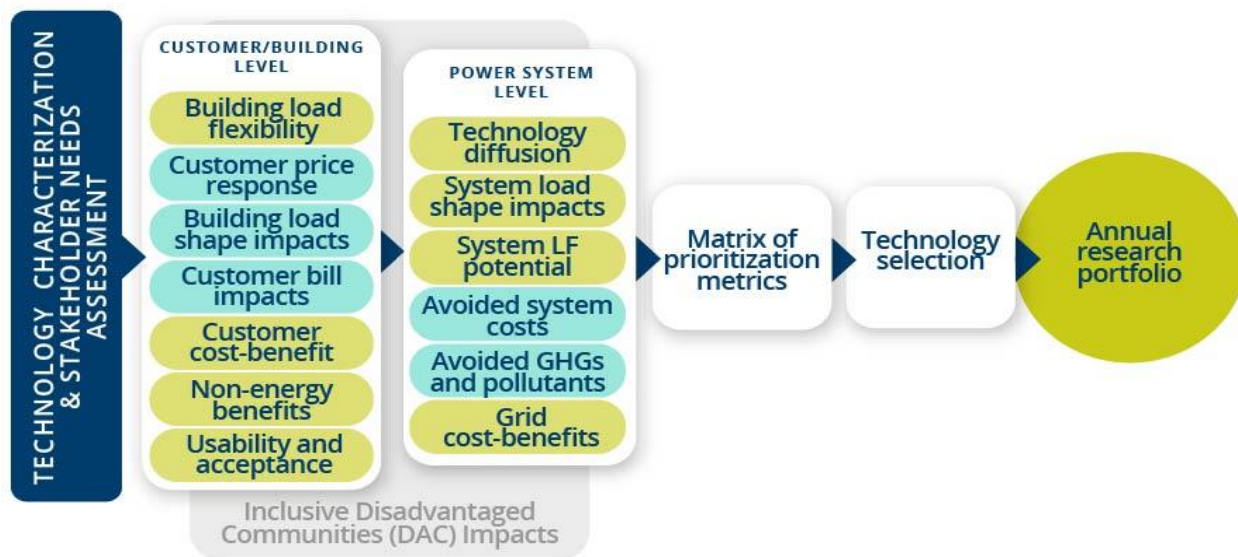 TECHNOLOGY CHARACTERIZATION
& STAKEHOLDER NEEDS
ASSESSMENT
CUSTOMER/BUILDING
LEVEL
Building load
flexibility
Customer price
response
Building load
shape impacts
Customer bill
impacts
Customer
cost-benefit
Non-energy
benefits
Usability and
acceptance
POWER SYSTEM
LEVEL
Technology
diffusion
System load
shape impacts
System LF
potential
Avoided system
costs
Avoided GHGs
and pollutants
Grid
cost-benefits
Inclusive Disadvantaged
Communities (DAC) Impacts
Matrix of
prioritization
metrics
Technology
selection
Annual
research
portfolio